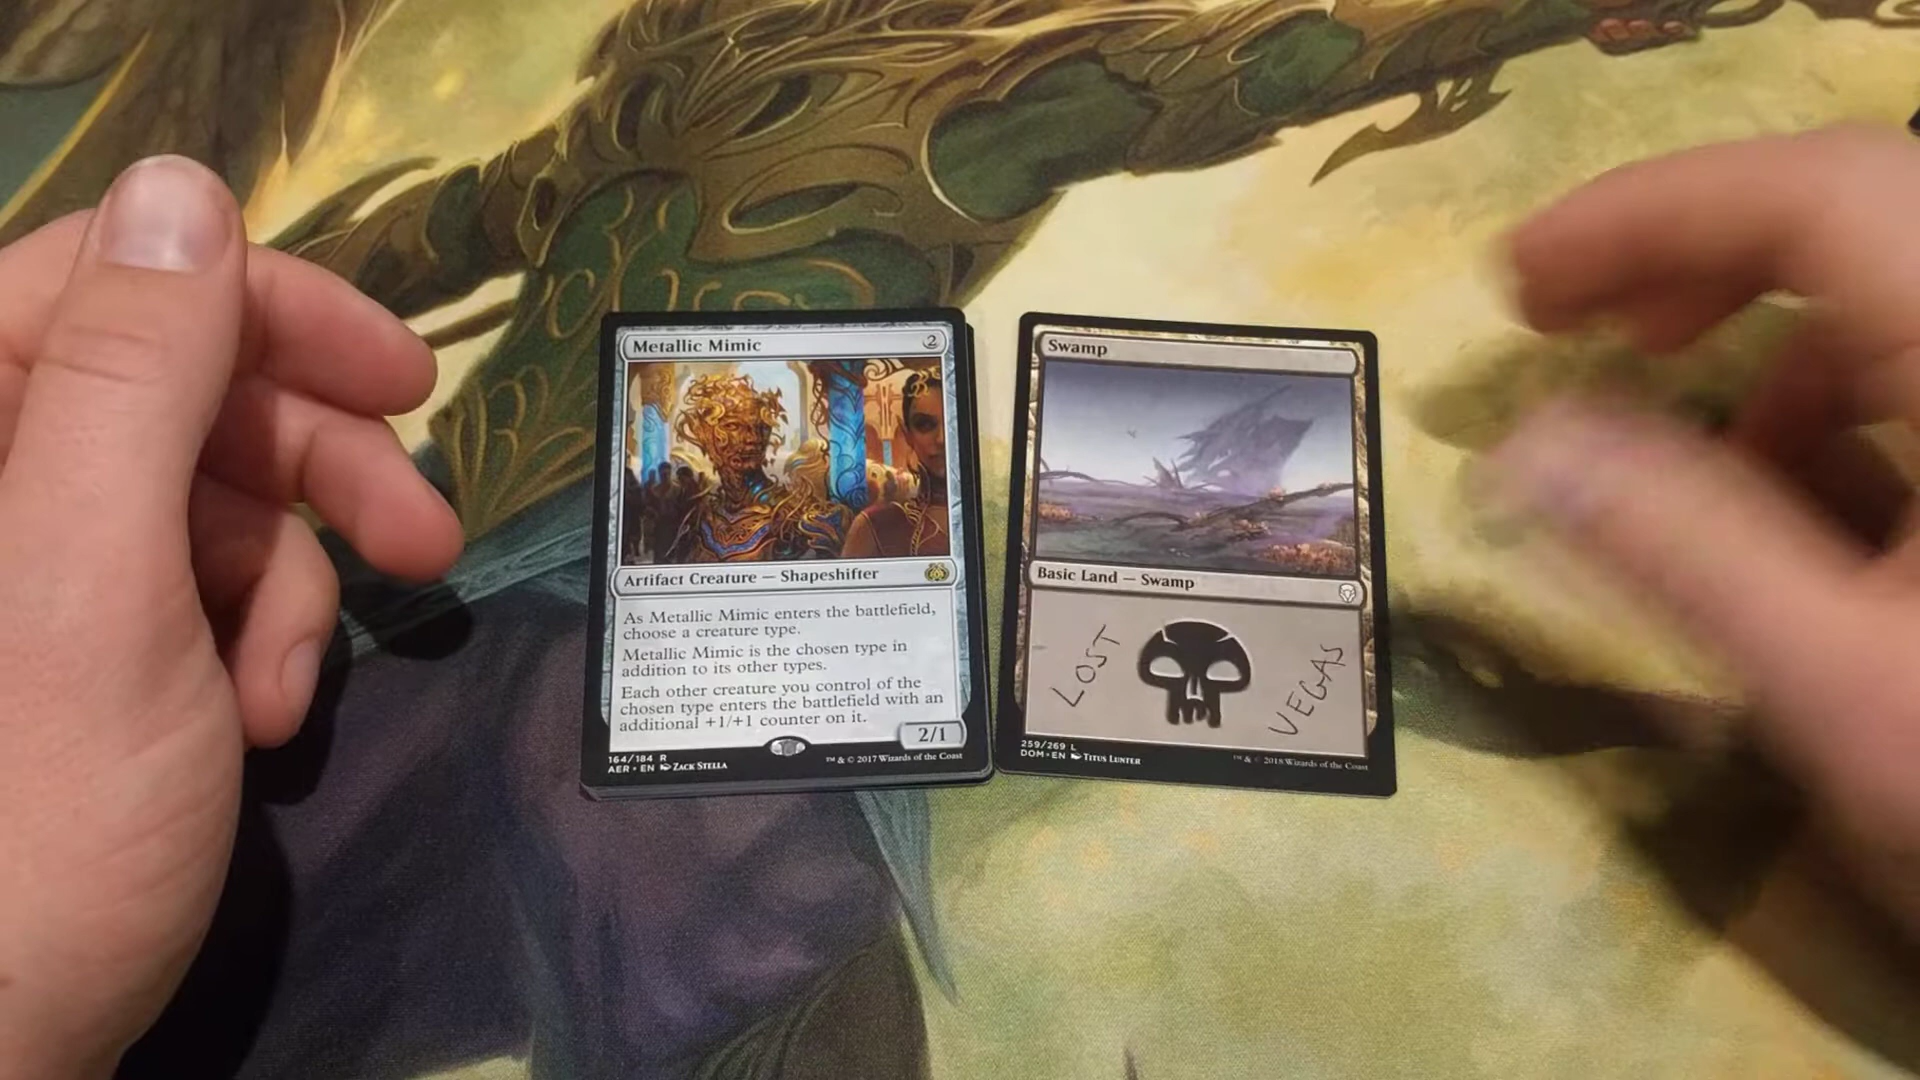 Metallic Mimic 2
Artifact Creature — Shapeshifter
As Metallic Mimic enters the battlefield,
choose a creature type.
Metallic Mimic is the chosen type in
addition to its other types.
Each other creature you control of the
chosen type enters the battlefield with an
additional +1/+1 counter on it.
2/1
164/184 R
AER • EN ZACK STELLA
™ & © 2017 Wizards of the Coast
Swamp
Basic Land — Swamp
LOST
VEGAS
259/269 L
DOM • EN TITUS LUNTER
™ & © 2018 Wizards of the Coast